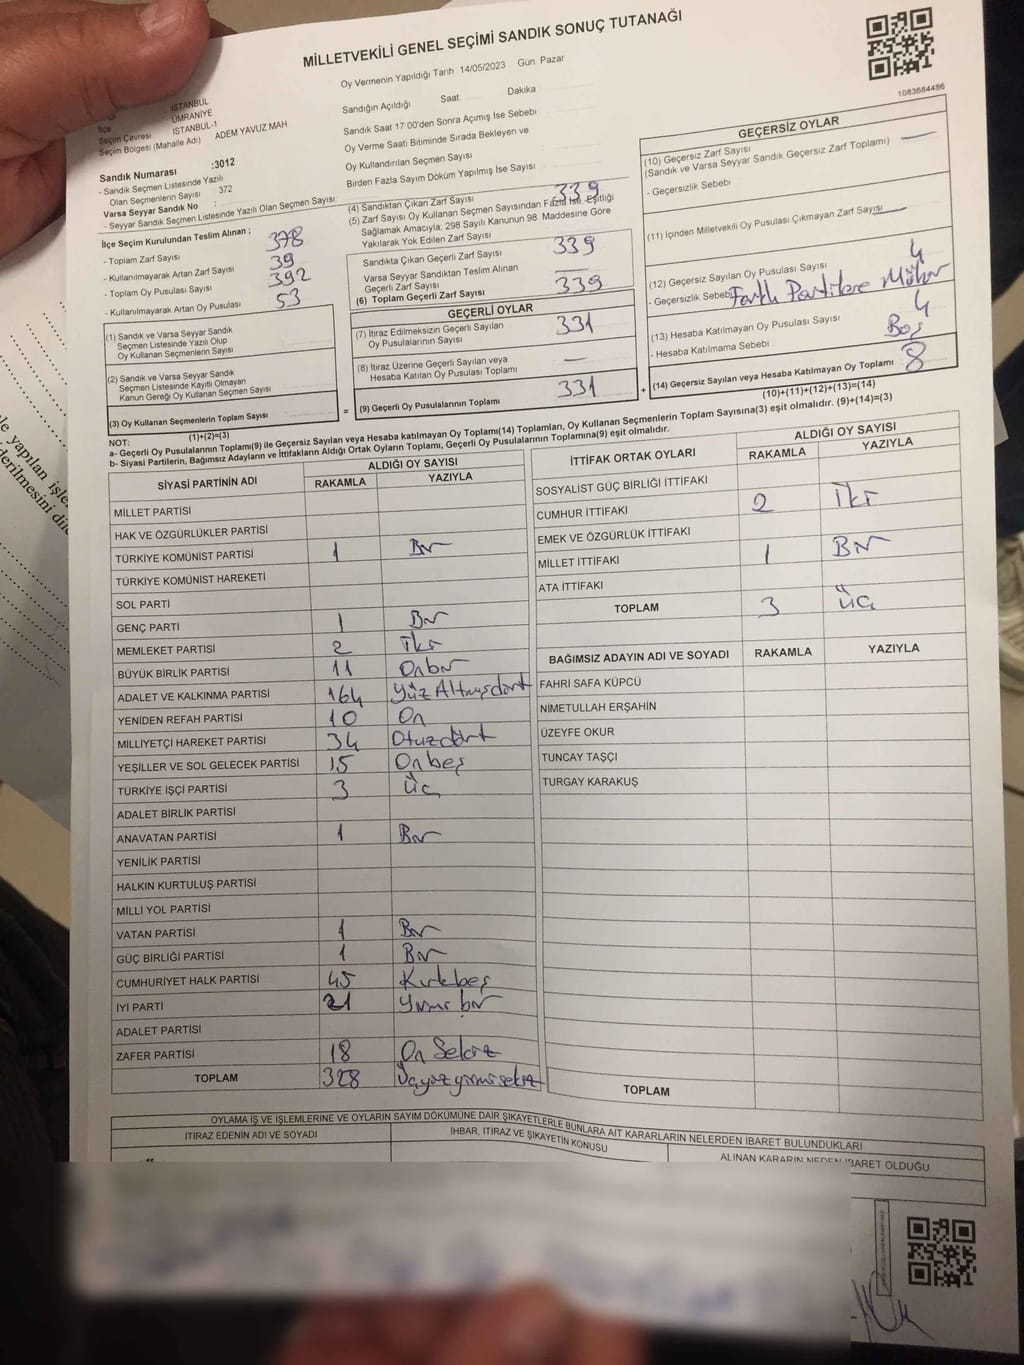 MİLLETVEKİLİ GENEL SEÇİMİ SANDIK SONUÇ TUTANAĞI
Oy Vermenin Yapıldığı Tarih :14/05/2023 Gün Pazar
1083684486
İSTANBUL
İlçe ÜMRANİYE
Seçim Çevresi İSTANBUL-1
Seçim Bölgesi (Mahalle Adı) ADEM YAVUZ MAH
Sandık Numarası :3012
- Sandık Seçmen Listesinde Yazılı
Olan Seçmenlerin Sayısı 372
Varsa Seyyar Sandık No :
- Seyyar Sandık Seçmen Listesinde Yazılı Olan Seçmen Sayısı :
Sandığın Açıldığı Saat: Dakika
Sandık Saat 17:00'den Sonra Açımış İse Sebebi
Oy Verme Saati Bitiminde Sırada Bekleyen ve
Oy Kullandırılan Seçmen Sayısı
Birden Fazla Sayım Döküm Yapılmış İse Sayısı
İlçe Seçim Kurulundan Teslim Alınan ;
- Toplam Zarf Sayısı 378
- Kullanılmayarak Artan Zarf Sayısı 39
- Toplam Oy Pusulası Sayısı 392
- Kullanılmayarak Artan Oy Pusulası 53
(1) Sandık ve Varsa Seyyar Sandık
Seçmen Listesinde Yazılı Olup
Oy Kullanan Seçmenlerin Sayısı
(2) Sandık ve Varsa Seyyar Sandık
Seçmen Listesinde Kayıtlı Olmayan
Kanun Gereği Oy Kullanan Seçmen Sayısı
(3) Oy Kullanan Seçmenlerin Toplam Sayısı
(1)+(2)=(3)
(4) Sandıktan Çıkan Zarf Sayısı 339
(5) Zarf Sayısı Oy Kullanan Seçmen Sayısından Fazla İse, Eşitliği
Sağlamak Amacıyla; 298 Sayılı Kanunun 98. Maddesine Göre
Yakılarak Yok Edilen Zarf Sayısı
Sandıkta Çıkan Geçerli Zarf Sayısı 339
Varsa Seyyar Sandıktan Teslim Alınan
Geçerli Zarf Sayısı —
(6) Toplam Geçerli Zarf Sayısı 339
GEÇERLİ OYLAR
(7) İtiraz Edilmeksizin Geçerli Sayılan
Oy Pusulalarının Sayısı 331
(8) İtiraz Üzerine Geçerli Sayılan veya
Hesaba Katılan Oy Pusulası Toplamı —
= (9) Geçerli Oy Pusulalarının Toplamı 331 +
GEÇERSİZ OYLAR
(10) Geçersiz Zarf Sayısı —
(Sandık ve Varsa Seyyar Sandık Geçersiz Zarf Toplamı)
- Geçersizlik Sebebi
(11) İçinden Milletvekili Oy Pusulası Çıkmayan Zarf Sayısı —
(12) Geçersiz Sayılan Oy Pusulası Sayısı 4
- Geçersizlik Sebebi Farklı Partilere Mühür
(13) Hesaba Katılmayan Oy Pusulası Sayısı 4
- Hesaba Katılmama Sebebi Boş
(14) Geçersiz Sayılan veya Hesaba Katılmayan Oy Toplamı 8
(10)+(11)+(12)+(13)=(14)
NOT:
a- Geçerli Oy Pusulalarının Toplamı(9) ile Geçersiz Sayılan veya Hesaba katılmayan Oy Toplamı(14) Toplamları, Oy Kullanan Seçmenlerin Toplam Sayısına(3) eşit olmalıdır. (9)+(14)=(3)
b- Siyasi Partilerin, Bağımsız Adayların ve İttifakların Aldığı Ortak Oyların Toplamı, Geçerli Oy Pusulalarının Toplamına(9) eşit olmalıdır.
SİYASİ PARTİNİN ADI ALDIĞI OY SAYISI
RAKAMLA YAZIYLA
MİLLET PARTİSİ
HAK VE ÖZGÜRLÜKLER PARTİSİ
TÜRKİYE KOMÜNİST PARTİSİ 1 Bir
TÜRKİYE KOMÜNİST HAREKETİ
SOL PARTİ
GENÇ PARTİ 1 Bir
MEMLEKET PARTİSİ 2 İki
BÜYÜK BİRLİK PARTİSİ 11 Onbir
ADALET VE KALKINMA PARTİSİ 164 Yüz Altmışdört
YENİDEN REFAH PARTİSİ 10 On
MİLLİYETÇİ HAREKET PARTİSİ 34 Otuzdört
YEŞİLLER VE SOL GELECEK PARTİSİ 15 Onbeş
TÜRKİYE İŞÇİ PARTİSİ 3 Üç
ADALET BİRLİK PARTİSİ
ANAVATAN PARTİSİ 1 Bir
YENİLİK PARTİSİ
HALKIN KURTULUŞ PARTİSİ
MİLLİ YOL PARTİSİ
VATAN PARTİSİ 1 Bir
GÜÇ BİRLİĞİ PARTİSİ 1 Bir
CUMHURİYET HALK PARTİSİ 45 Kırkbeş
İYİ PARTİ 21 Yirmi bir
ADALET PARTİSİ
ZAFER PARTİSİ 18 On Sekiz
TOPLAM 328 Üçyüzyirmisekiz
İTTİFAK ORTAK OYLARI ALDIĞI OY SAYISI
RAKAMLA YAZIYLA
SOSYALİST GÜÇ BİRLİĞİ İTTİFAKI
CUMHUR İTTİFAKI 2 İki
EMEK VE ÖZGÜRLÜK İTTİFAKI
MİLLET İTTİFAKI 1 Bir
ATA İTTİFAKI
TOPLAM 3 Üç
BAĞIMSIZ ADAYIN ADI VE SOYADI RAKAMLA YAZIYLA
FAHRİ SAFA KÜPCÜ
NİMETULLAH ERŞAHİN
ÜZEYFE OKUR
TUNCAY TAŞÇI
TURGAY KARAKUŞ
TOPLAM
OYLAMA İŞ VE İŞLEMLERİNE VE OYLARIN SAYIM DÖKÜMÜNE DAİR ŞİKAYETLERLE BUNLARA AİT KARARLARIN NELERDEN İBARET BULUNDUKLARI
İTİRAZ EDENİN ADI VE SOYADI İHBAR, İTİRAZ VE ŞİKAYETİN KONUSU ALINAN KARARIN NEDEN İBARET OLDUĞU
yapılan